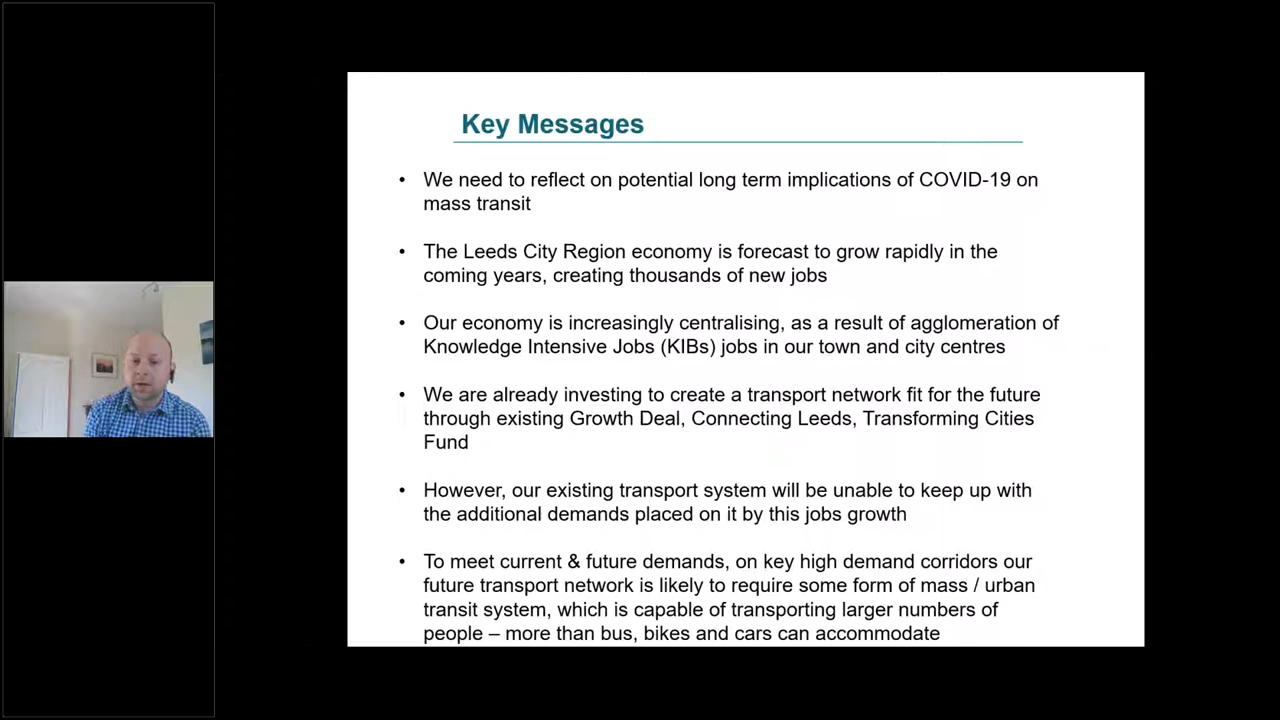 Key Messages
• We need to reflect on potential long term implications of COVID-19 on
mass transit
• The Leeds City Region economy is forecast to grow rapidly in the
coming years, creating thousands of new jobs
• Our economy is increasingly centralising, as a result of agglomeration of
Knowledge Intensive Jobs (KIBs) jobs in our town and city centres
• We are already investing to create a transport network fit for the future
through existing Growth Deal, Connecting Leeds, Transforming Cities
Fund
• However, our existing transport system will be unable to keep up with
the additional demands placed on it by this jobs growth
• To meet current & future demands, on key high demand corridors our
future transport network is likely to require some form of mass / urban
transit system, which is capable of transporting larger numbers of
people – more than bus, bikes and cars can accommodate